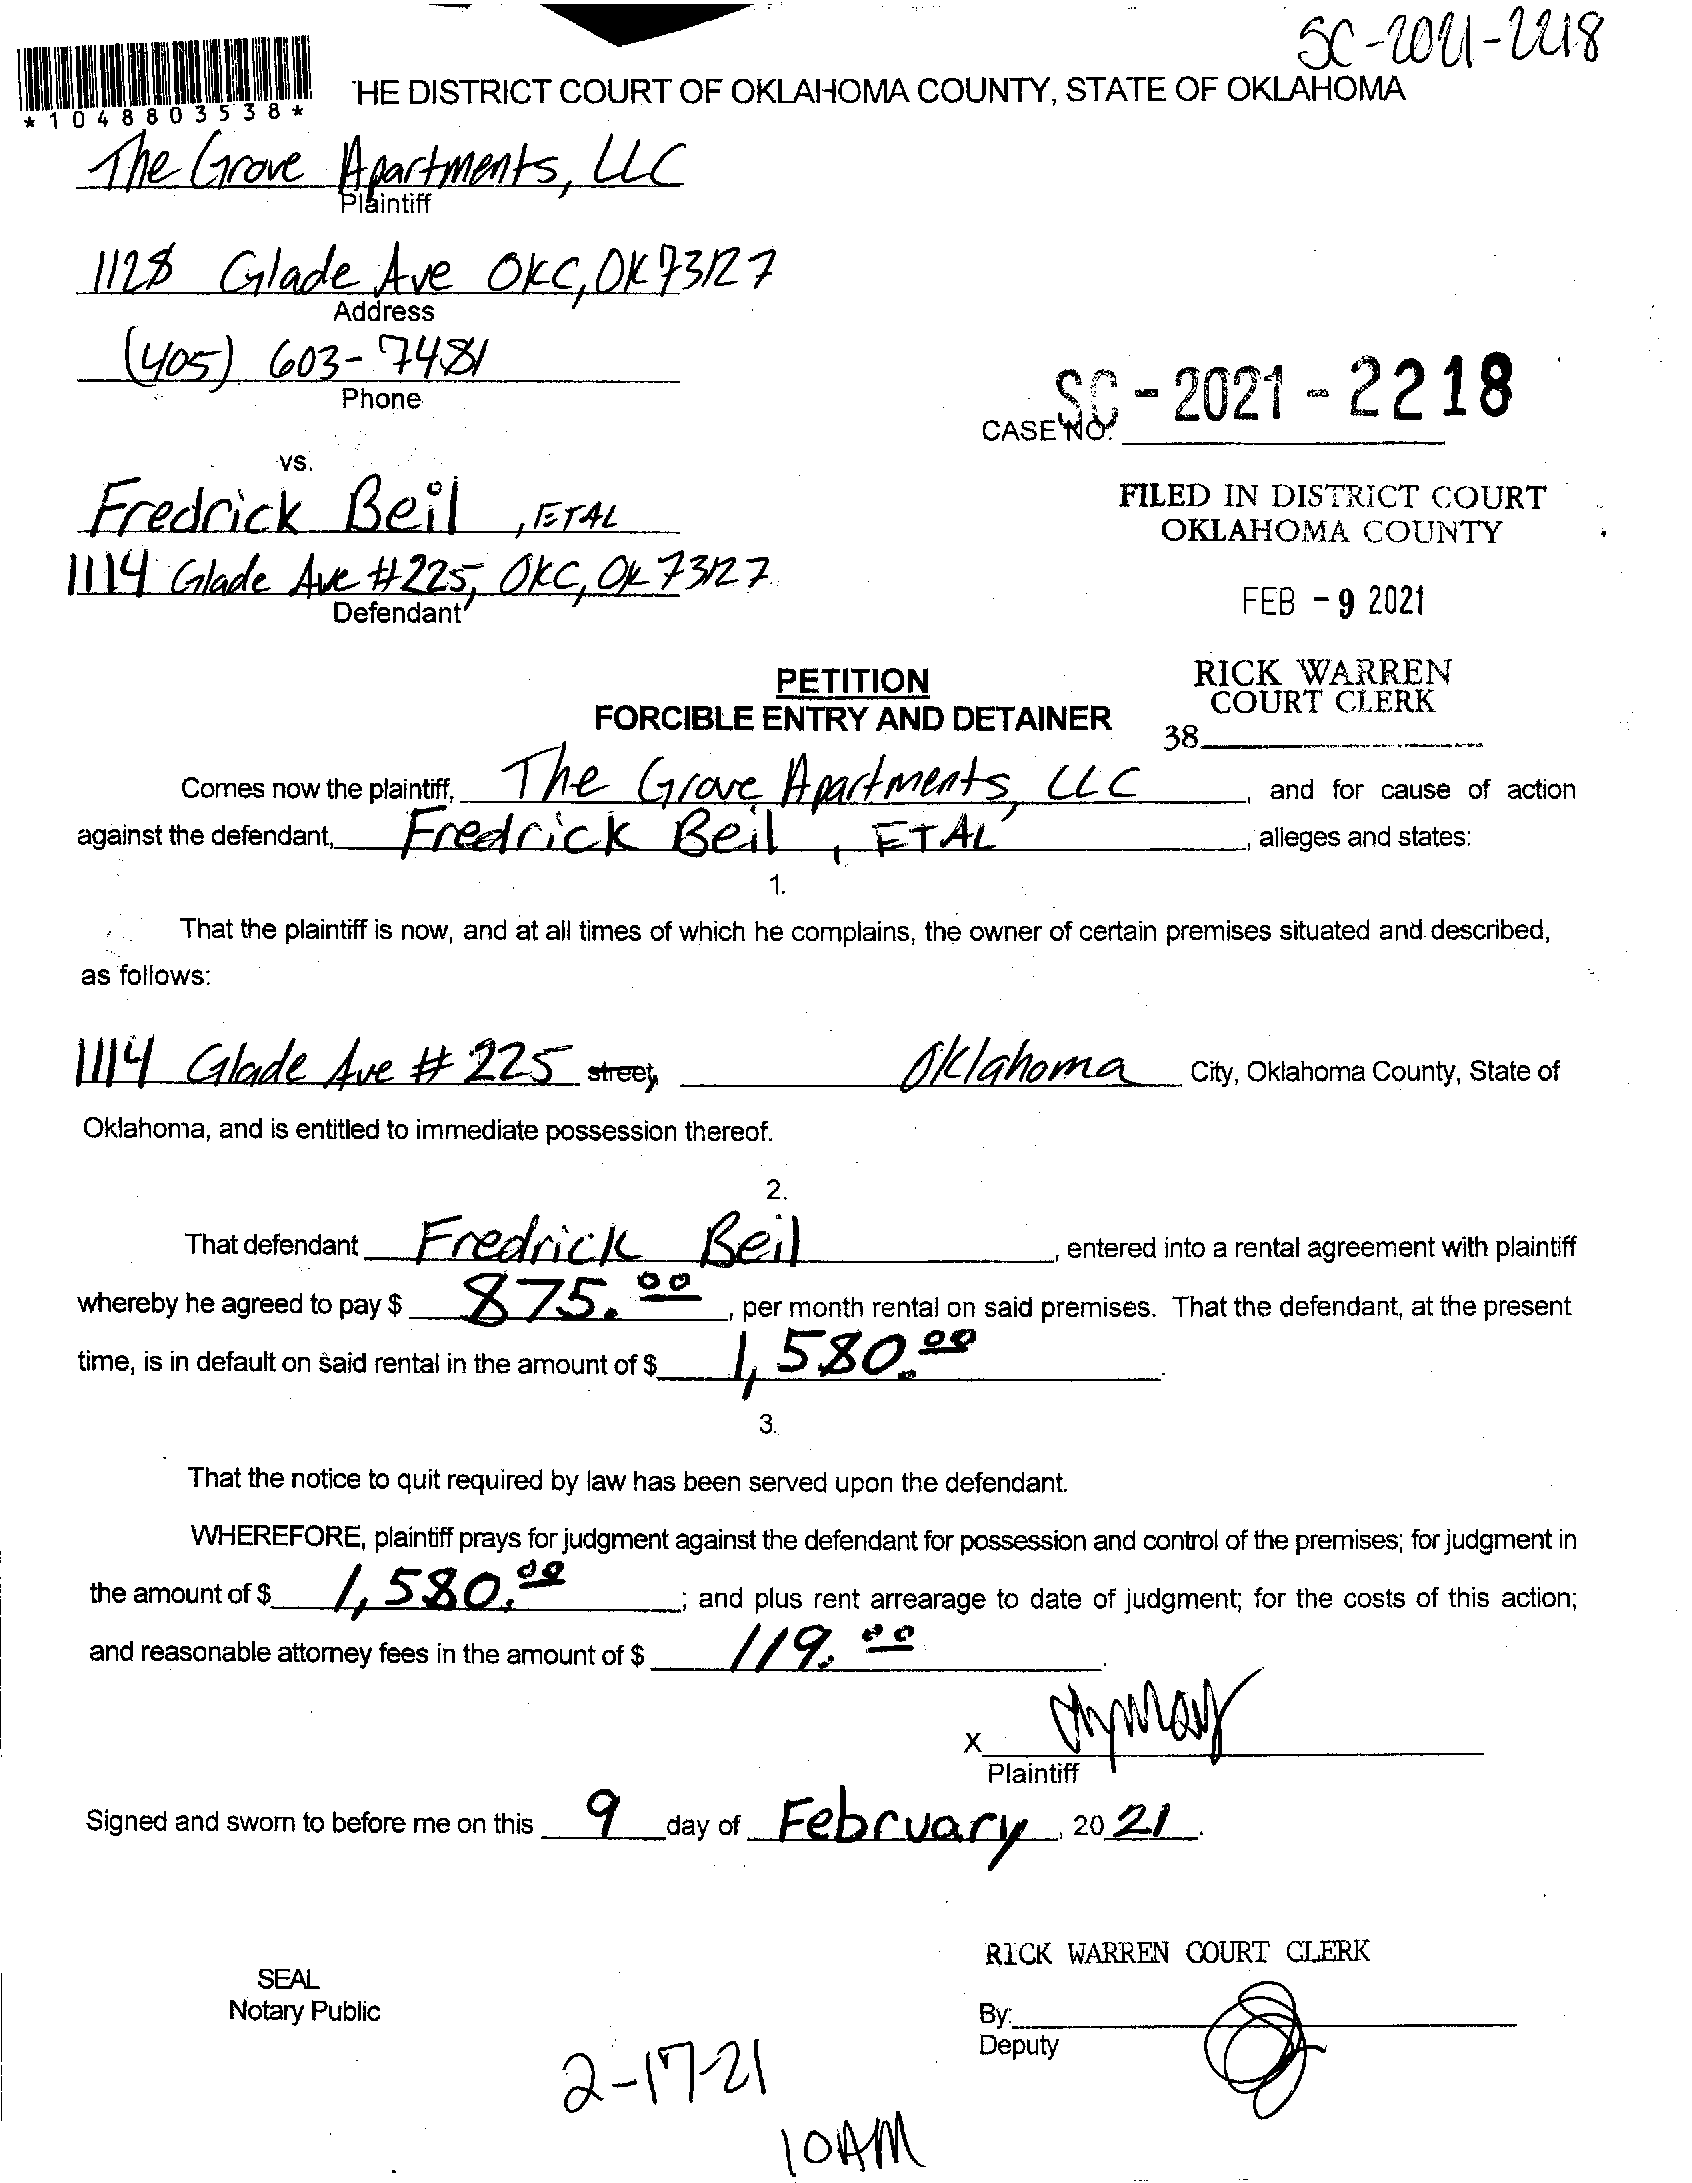 SC-2021-2218
*1048803538*
'HE DISTRICT COURT OF OKLAHOMA COUNTY, STATE OF OKLAHOMA
The Grove Apartments, LLC
Plaintiff
1128 Glade Ave OKC, OK 73127
Address
(405) 603-7481
Phone
SC-2021-2218
CASE NO.
vs.
Fredrick Beil, ETAL
1114 Glade Ave #225, OKC, OK 73127
Defendant
FILED IN DISTRICT COURT
OKLAHOMA COUNTY
FEB -9 2021
RICK WARREN
COURT CLERK
38
PETITION
FORCIBLE ENTRY AND DETAINER
Comes now the plaintiff, The Grove Apartments, LLC, and for cause of action
against the defendant, Fredrick Beil, ETAL, alleges and states:
1.
That the plaintiff is now, and at all times of which he complains, the owner of certain premises situated and described,
as follows:
1114 Glade Ave # 225 street, Oklahoma City, Oklahoma County, State of
Oklahoma, and is entitled to immediate possession thereof.
2.
That defendant Fredrick Beil, entered into a rental agreement with plaintiff
whereby he agreed to pay $ 875.00, per month rental on said premises. That the defendant, at the present
time, is in default on said rental in the amount of $ 1,580.00.
3.
That the notice to quit required by law has been served upon the defendant.
WHEREFORE, plaintiff prays for judgment against the defendant for possession and control of the premises; for judgment in
the amount of $ 1,580.00; and plus rent arrearage to date of judgment; for the costs of this action;
and reasonable attorney fees in the amount of $ 119.00.
X
Plaintiff
Signed and sworn to before me on this 9 day of February, 2021.
RICK WARREN COURT CLERK
SEAL
Notary Public
By:
Deputy
2-17-21
10AM